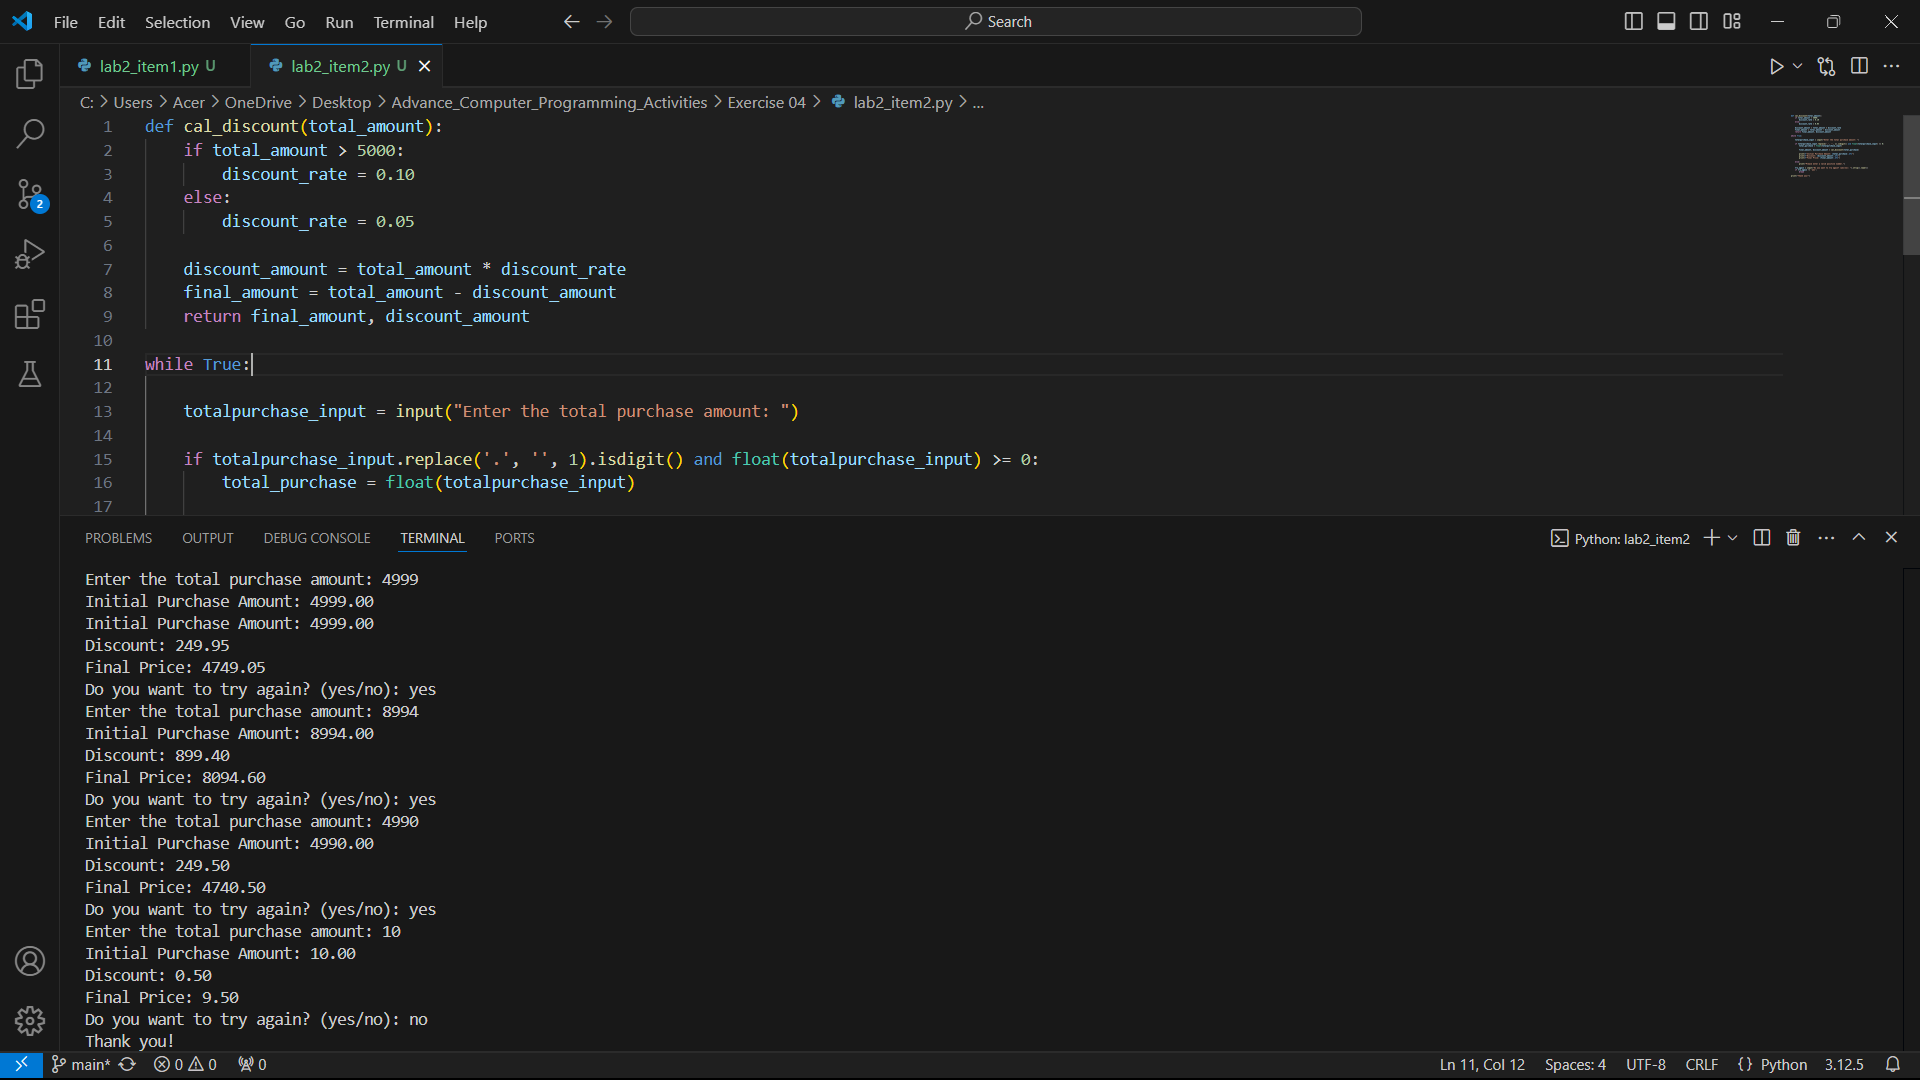 File Edit Selection View Go Run Terminal Help Search
lab2_item1.py U lab2_item2.py U
C: > Users > Acer > OneDrive > Desktop > Advance_Computer_Programming_Activities > Exercise 04 > lab2_item2.py > ...
1 def cal_discount(total_amount):
2 if total_amount > 5000:
3 discount_rate = 0.10
4 else:
5 discount_rate = 0.05
6
7 discount_amount = total_amount * discount_rate
8 final_amount = total_amount - discount_amount
9 return final_amount, discount_amount
10
11 while True:
12
13 totalpurchase_input = input("Enter the total purchase amount: ")
14
15 if totalpurchase_input.replace('.', '', 1).isdigit() and float(totalpurchase_input) >= 0:
16 total_purchase = float(totalpurchase_input)
17
2
PROBLEMS OUTPUT DEBUG CONSOLE TERMINAL PORTS Python: lab2_item2
Enter the total purchase amount: 4999
Initial Purchase Amount: 4999.00
Initial Purchase Amount: 4999.00
Discount: 249.95
Final Price: 4749.05
Do you want to try again? (yes/no): yes
Enter the total purchase amount: 8994
Initial Purchase Amount: 8994.00
Discount: 899.40
Final Price: 8094.60
Do you want to try again? (yes/no): yes
Enter the total purchase amount: 4990
Initial Purchase Amount: 4990.00
Discount: 249.50
Final Price: 4740.50
Do you want to try again? (yes/no): yes
Enter the total purchase amount: 10
Initial Purchase Amount: 10.00
Discount: 0.50
Final Price: 9.50
Do you want to try again? (yes/no): no
Thank you!
main* 0 0 0 Ln 11, Col 12 Spaces: 4 UTF-8 CRLF {} Python 3.12.5